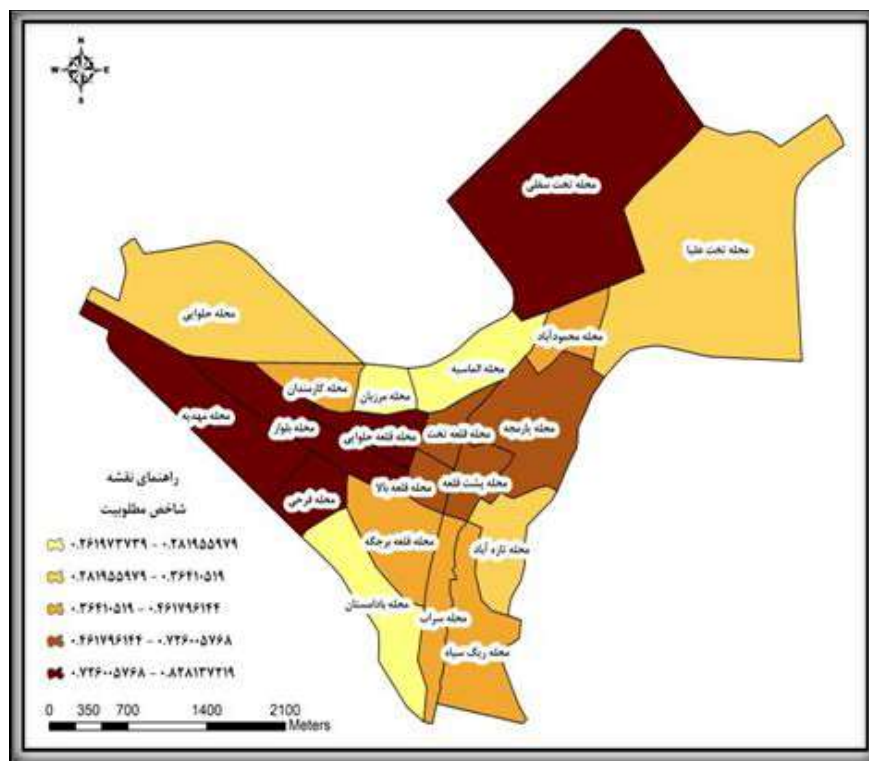 N
W E
S
محله تخت سفلی
محله تخت علیا
محله حلوایی
محله محمودآباد
محله الماسیه
محله کارمندان
محله مرزبان
محله مهدیه
محله بلوار
محله قلعه حلوایی
محله قلعه تخت
محله یارمجه
محله قلعه بالا
محله پشت قلعه
محله فرحی
محله قلعه برجگه
محله تازه آباد
محله بادامستان
محله سراب
محله ریگ سیاه
راهنمای نقشه
شاخص مطلوبیت
۰.۲۶۱۹۷۳۷۳۹ - ۰.۲۸۱۹۵۵۹۷۹
۰.۲۸۱۹۵۵۹۷۹ - ۰.۳۶۴۱۰۵۱۹
۰.۳۶۴۱۰۵۱۹ - ۰.۴۶۱۷۹۶۱۴۴
۰.۴۶۱۷۹۶۱۴۴ - ۰.۷۲۶۰۰۵۷۶۸
۰.۷۲۶۰۰۵۷۶۸ - ۰.۸۲۸۱۳۷۲۱۹
0 350 700 1400 2100
Meters